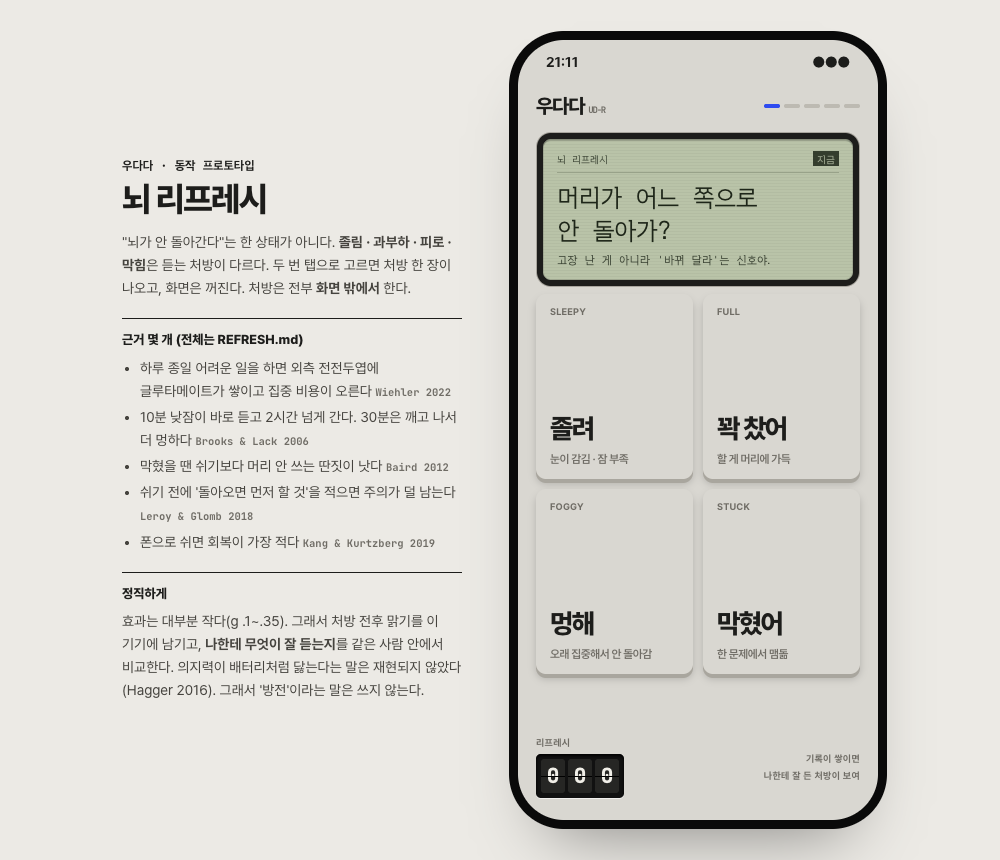 우다다 · 동작 프로토타입
뇌 리프레시
"뇌가 안 돌아간다"는 한 상태가 아니다. 졸림 · 과부하 · 피로 ·
막힘은 듣는 처방이 다르다. 두 번 탭으로 고르면 처방 한 장이
나오고, 화면은 꺼진다. 처방은 전부 화면 밖에서 한다.
근거 몇 개 (전체는 REFRESH.md)
• 하루 종일 어려운 일을 하면 외측 전전두엽에
글루타메이트가 쌓이고 집중 비용이 오른다 Wiehler 2022
• 10분 낮잠이 바로 듣고 2시간 넘게 간다. 30분은 깨고 나서
더 멍하다 Brooks & Lack 2006
• 막혔을 땐 쉬기보다 머리 안 쓰는 딴짓이 낫다 Baird 2012
• 쉬기 전에 '돌아오면 먼저 할 것'을 적으면 주의가 덜 남는다
Leroy & Glomb 2018
• 폰으로 쉬면 회복이 가장 적다 Kang & Kurtzberg 2019
정직하게
효과는 대부분 작다(g .1~.35). 그래서 처방 전후 맑기를 이
기기에 남기고, 나한테 무엇이 잘 듣는지를 같은 사람 안에서
비교한다. 의지력이 배터리처럼 닳는다는 말은 재현되지 않았다
(Hagger 2016). 그래서 '방전'이라는 말은 쓰지 않는다.
21:11
우다다 UD-R
뇌 리프레시 지금
머리가 어느 쪽으로
안 돌아가?
고장 난 게 아니라 '바꿔 달라'는 신호야.
SLEEPY
졸려
눈이 감김 · 잠 부족
FULL
꽉 찼어
할 게 머리에 가득
FOGGY
멍해
오래 집중해서 안 돌아감
STUCK
막혔어
한 문제에서 맴돎
리프레시
000
기록이 쌓이면
나한테 잘 든 처방이 보여